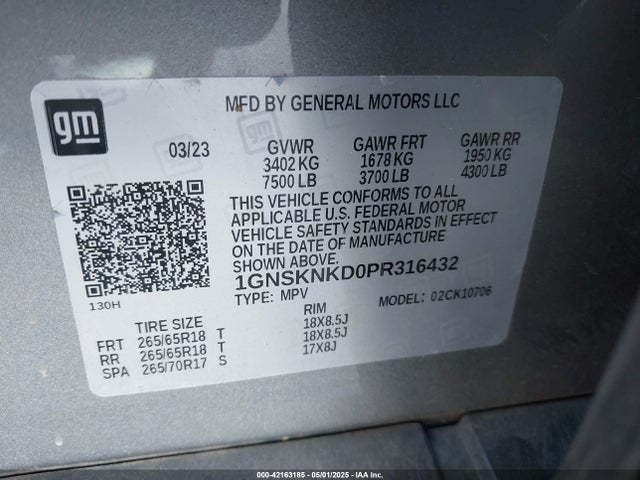 gm
MFD BY GENERAL MOTORS LLC
03/23 GVWR GAWR FRT GAWR RR
3402 KG 1678 KG 1950 KG
7500 LB 3700 LB 4300 LB
THIS VEHICLE CONFORMS TO ALL
APPLICABLE U.S. FEDERAL MOTOR
VEHICLE SAFETY STANDARDS IN EFFECT
ON THE DATE OF MANUFACTURE
SHOWN ABOVE.
1GNSKNKD0PR316432
130H
TYPE: MPV MODEL: 02CK10706
TIRE SIZE RIM
FRT 265/65R18 T 18X8.5J
RR 265/65R18 T 18X8.5J
SPA 265/70R17 S 17X8J
000-42163185 - 05/01/2025 - IAA Inc.